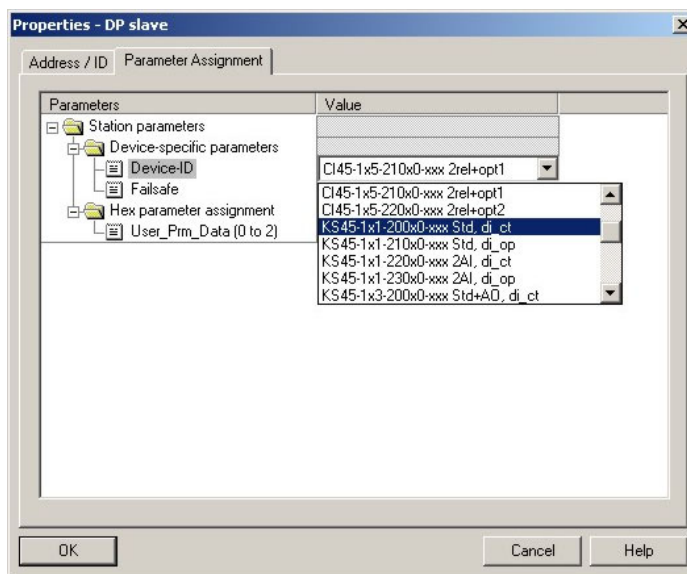 Properties - DP slave
Address / ID Parameter Assignment
Parameters Value
Station parameters
Device-specific parameters
Device-ID CI45-1x5-210x0-xxx 2rel+opt1
Failsafe CI45-1x5-210x0-xxx 2rel+opt1
CI45-1x5-220x0-xxx 2rel+opt2
Hex parameter assignment KS45-1x1-200x0-xxx Std, di_ct
User_Prm_Data (0 to 2) KS45-1x1-210x0-xxx Std, di_op
KS45-1x1-220x0-xxx 2AI, di_ct
KS45-1x1-230x0-xxx 2AI, di_op
KS45-1x3-200x0-xxx Std+AO, di_ct
OK Cancel Help